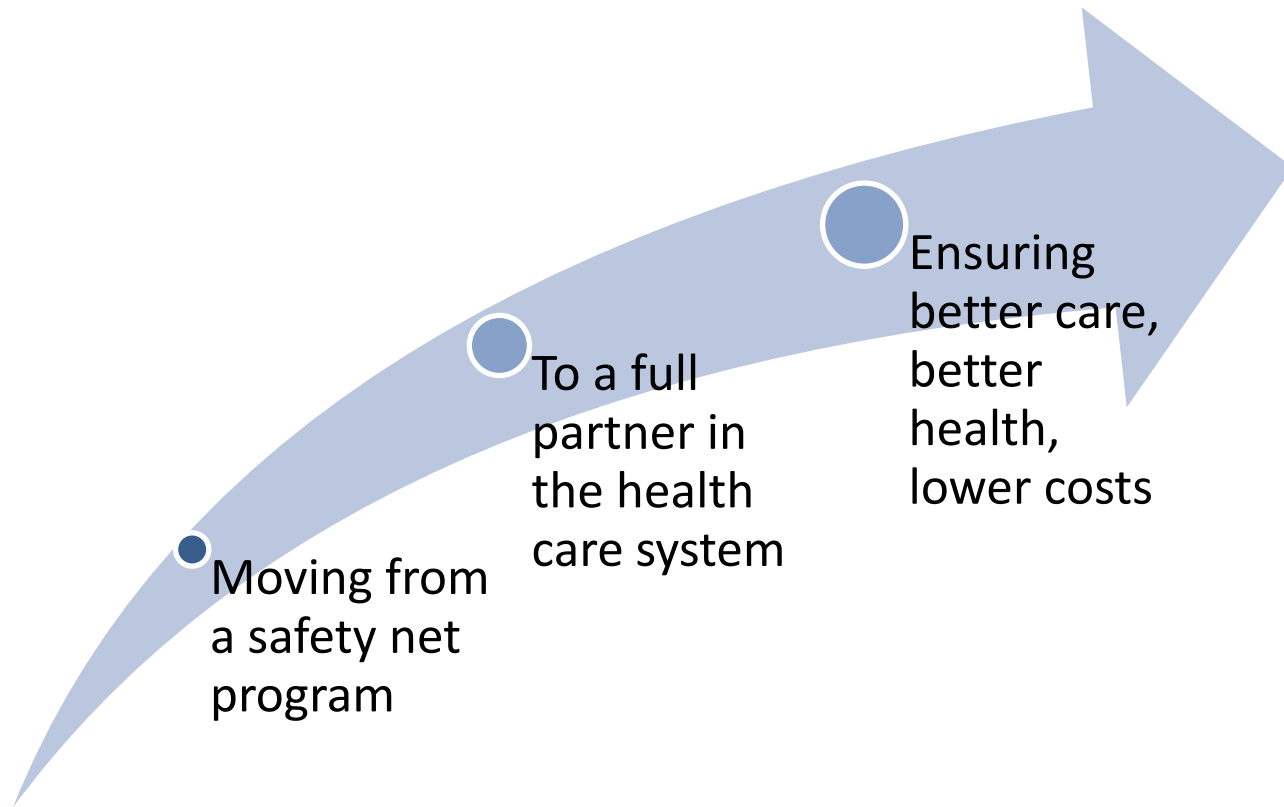 Moving from
a safety net
program
To a full
partner in
the health
care system
Ensuring
better care,
better
health,
lower costs